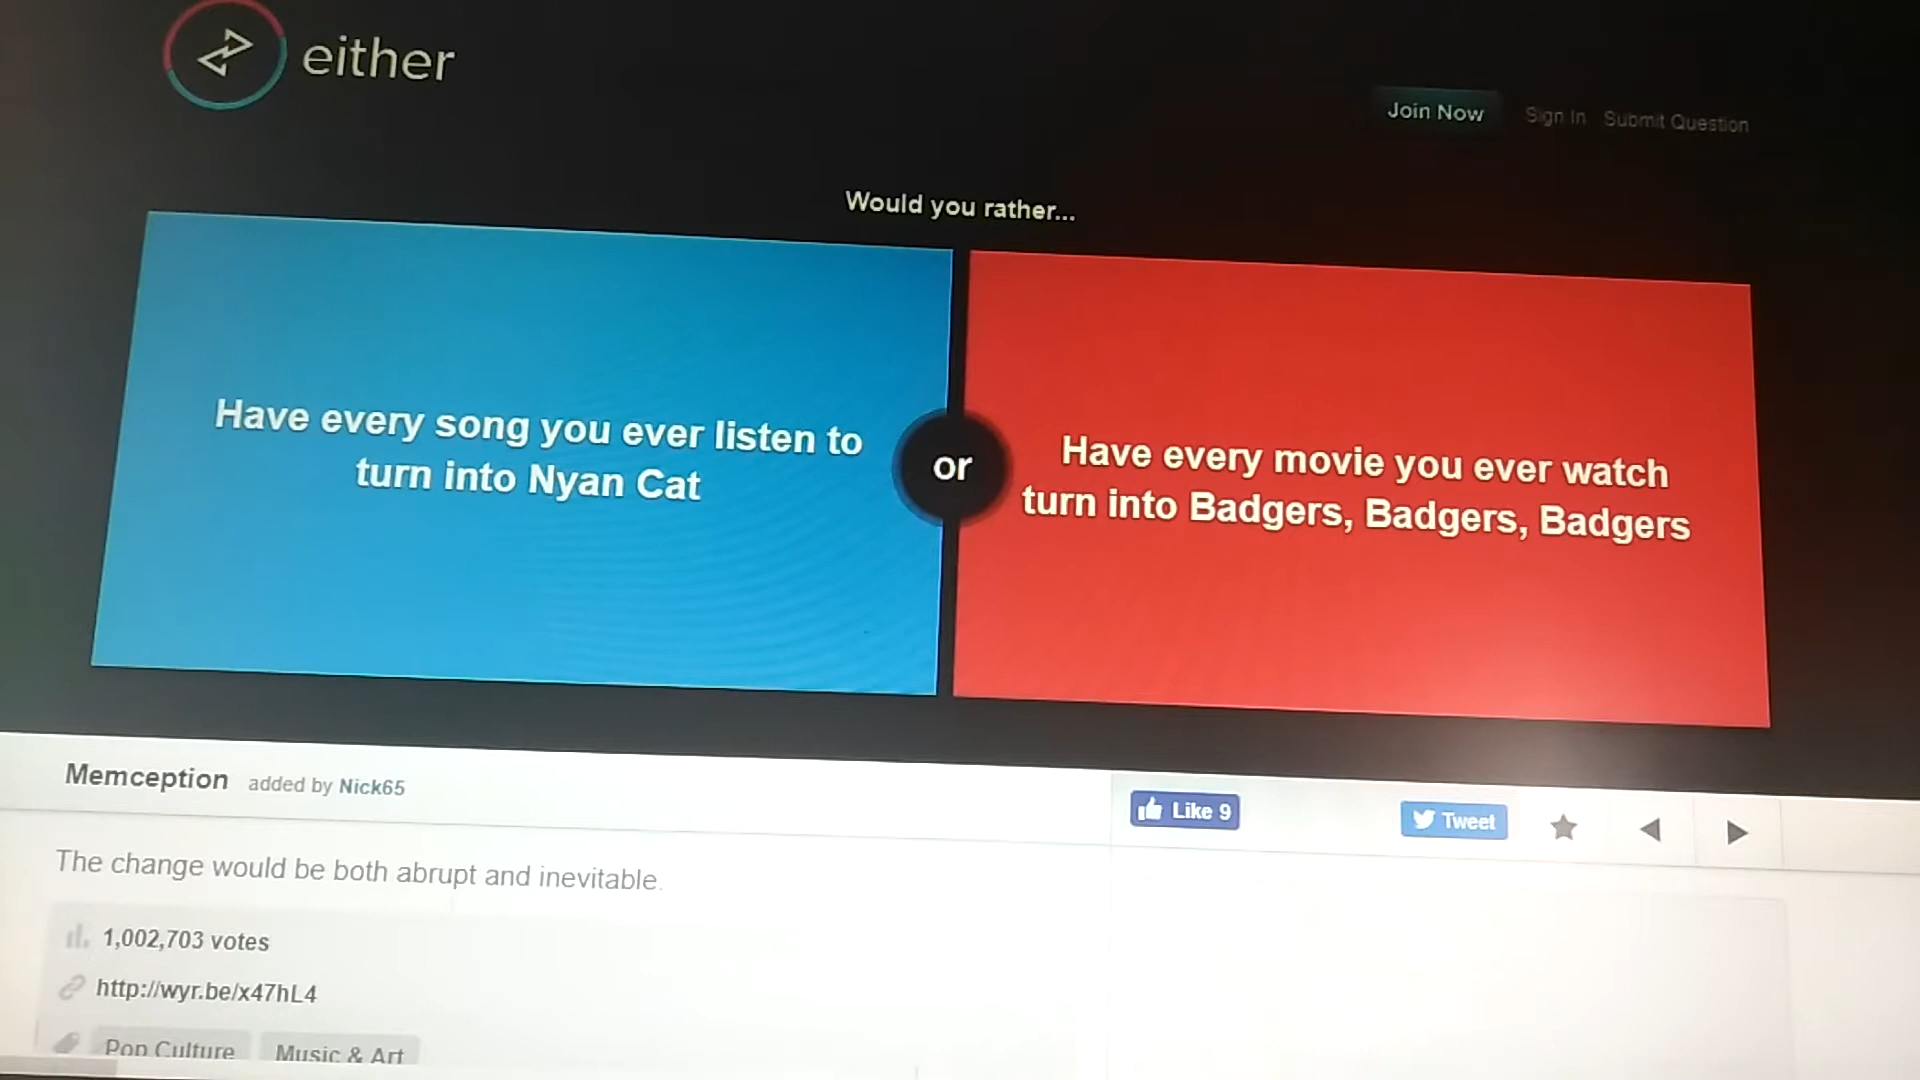 either
Join Now
Sign In
Submit Question
Would you rather...
Have every song you ever listen to
turn into Nyan Cat
or
Have every movie you ever watch
turn into Badgers, Badgers, Badgers
Memception added by Nick65
Like 9
Tweet
The change would be both abrupt and inevitable.
1,002,703 votes
http://wyr.be/x47hL4
Pop Culture
Music & Art